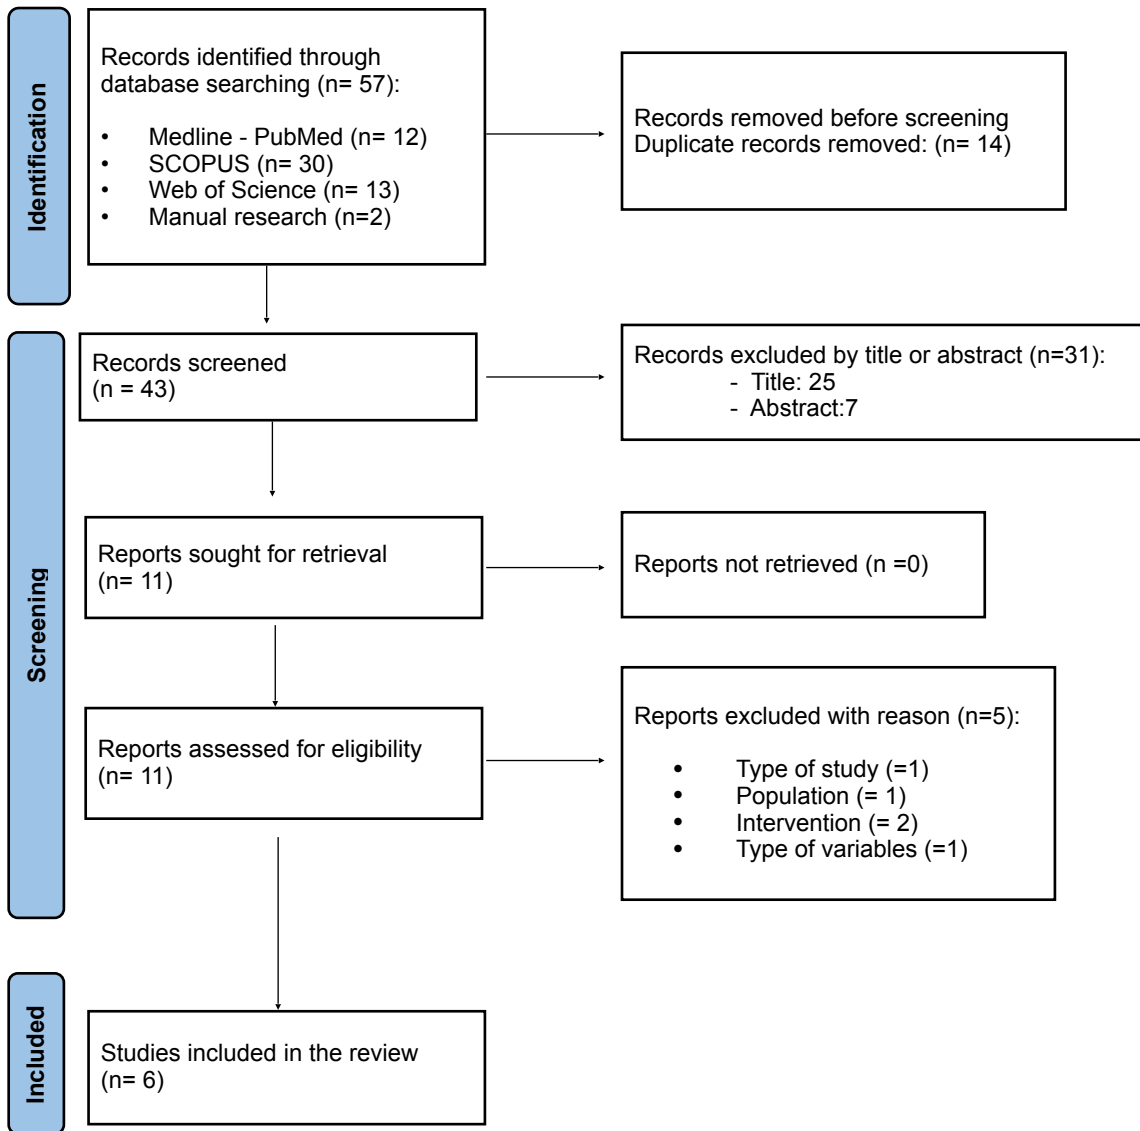 Identification
Records identified through
database searching (n= 57):
• Medline - PubMed (n= 12)
• SCOPUS (n= 30)
• Web of Science (n= 13)
• Manual research (n=2)
Records removed before screening
Duplicate records removed: (n= 14)
Screening
Records screened
(n = 43)
Records excluded by title or abstract (n=31):
- Title: 25
- Abstract:7
Reports sought for retrieval
(n= 11)
Reports not retrieved (n =0)
Reports assessed for eligibility
(n= 11)
Reports excluded with reason (n=5):
• Type of study (=1)
• Population (= 1)
• Intervention (= 2)
• Type of variables (=1)
Included
Studies included in the review
(n= 6)